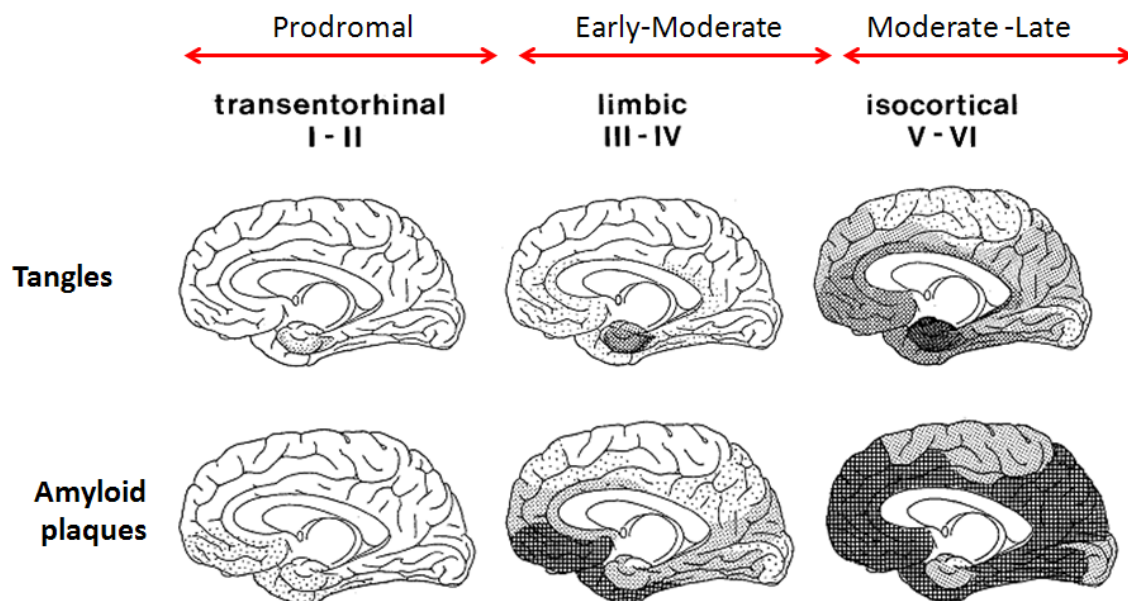 Prodromal
Early-Moderate
Moderate -Late
transentorhinal
I - II
limbic
III - IV
isocortical
V - VI
Tangles
Amyloid
plaques